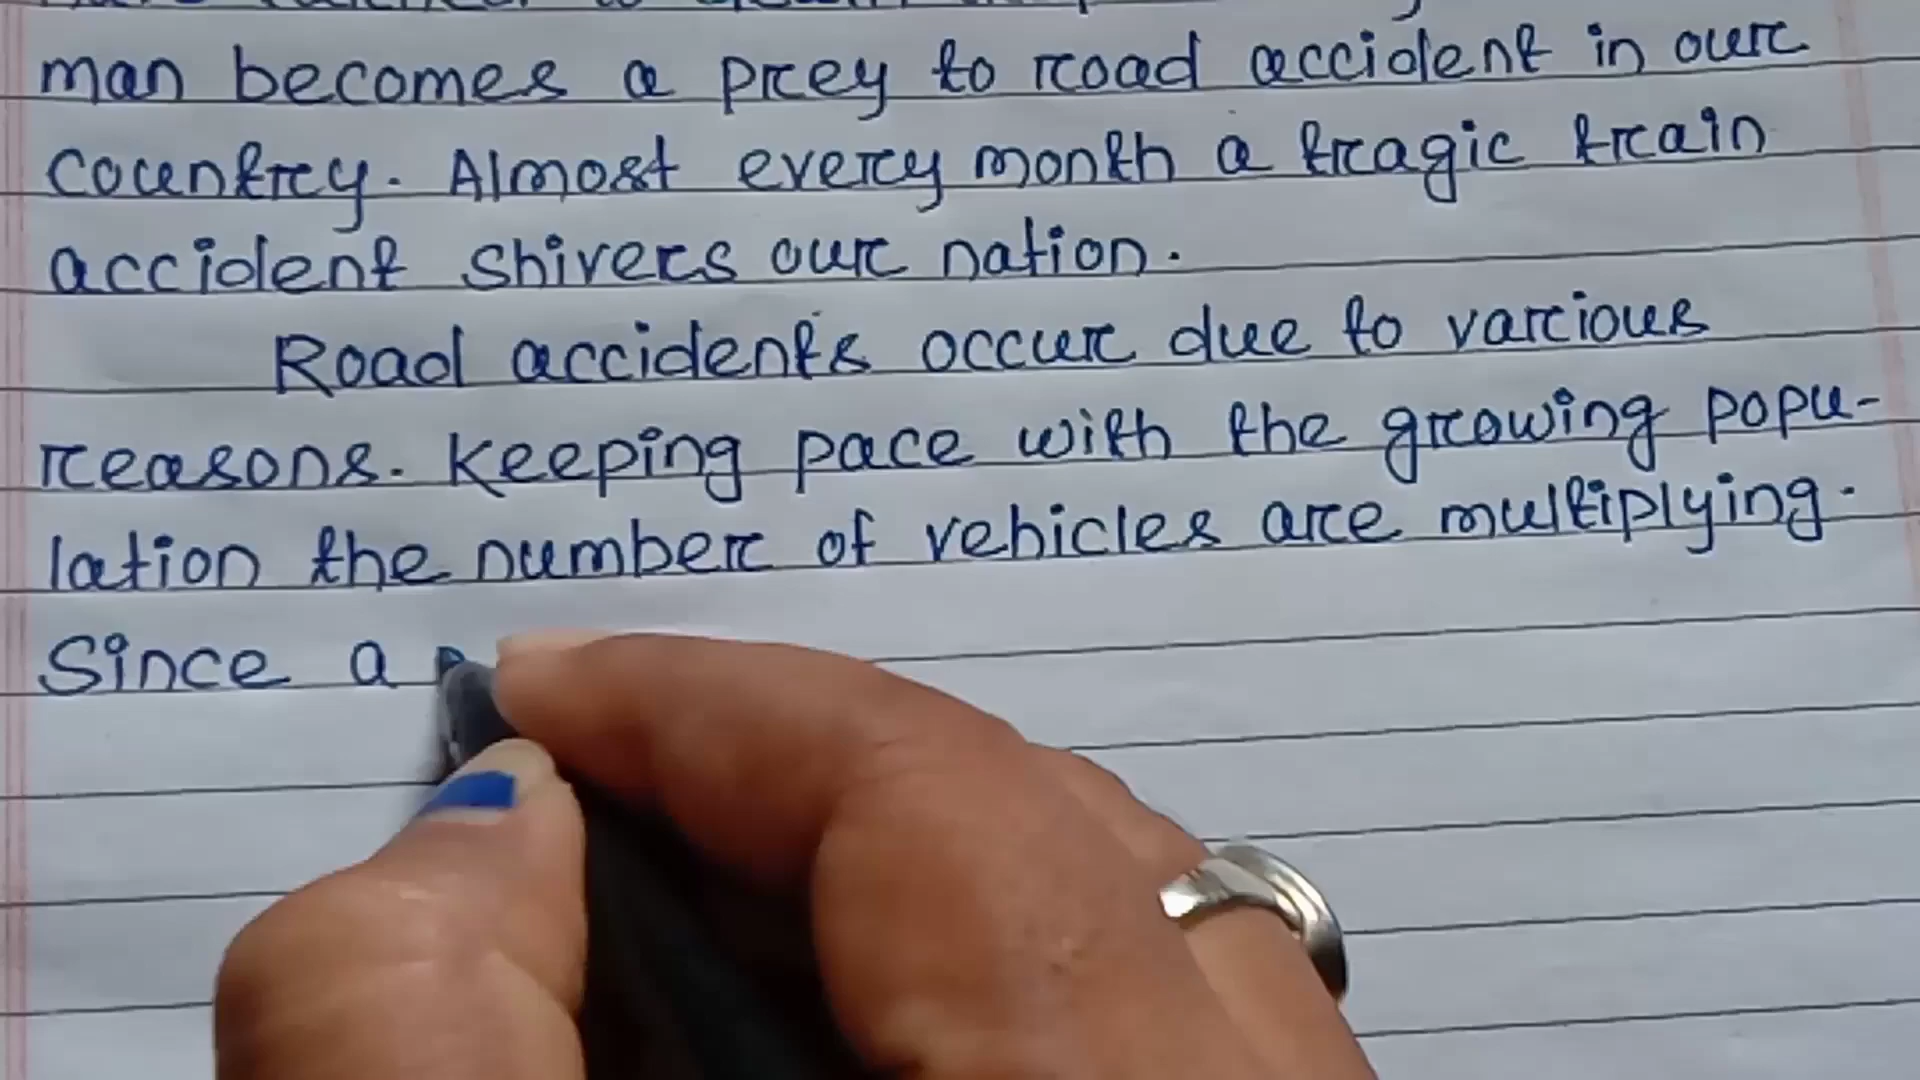 man becomes a prey to road accident in our
country. Almost every month a tragic train
accident shivers our nation.
Road accidents occur due to various
reasons. Keeping pace with the growing popu-
lation the number of vehicles are multiplying.
Since a